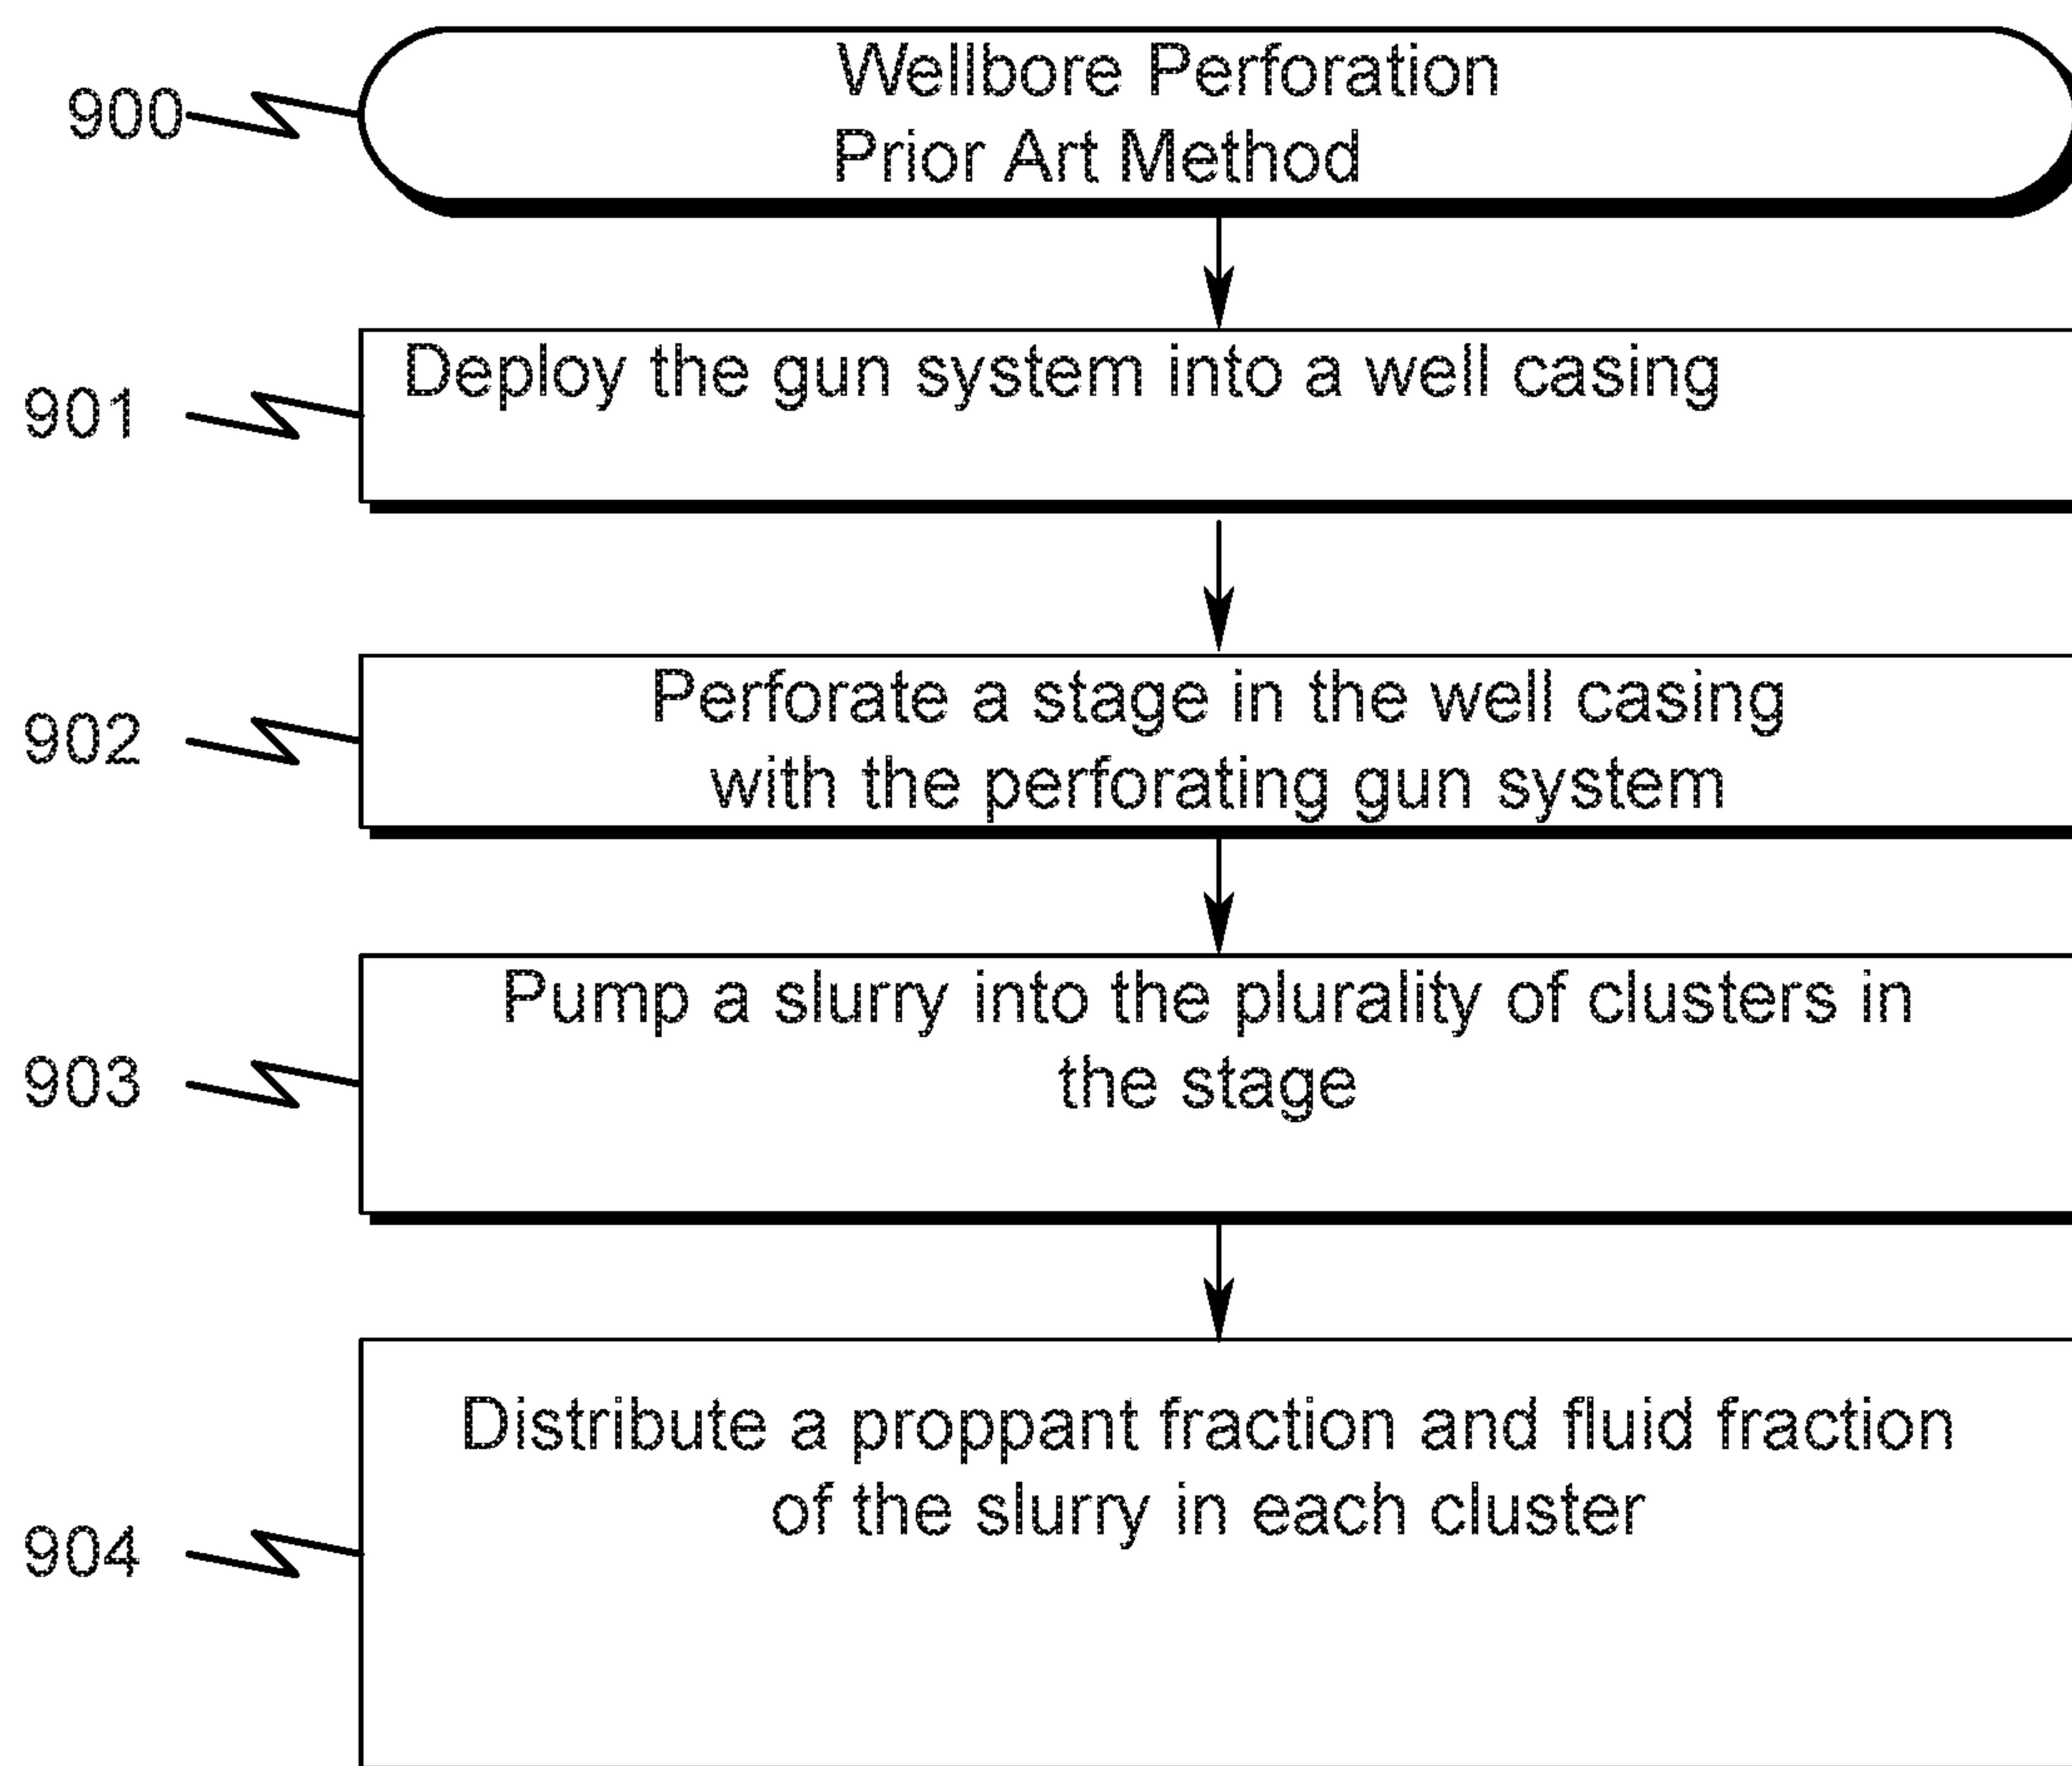 Wellbore Perforation
Prior Art Method
900
Deploy the gun system into a well casing
901
Perforate a stage in the well casing
with the perforating gun system
902
Pump a slurry into the plurality of clusters in
the stage
903
Distribute a proppant fraction and fluid fraction
of the slurry in each cluster
904